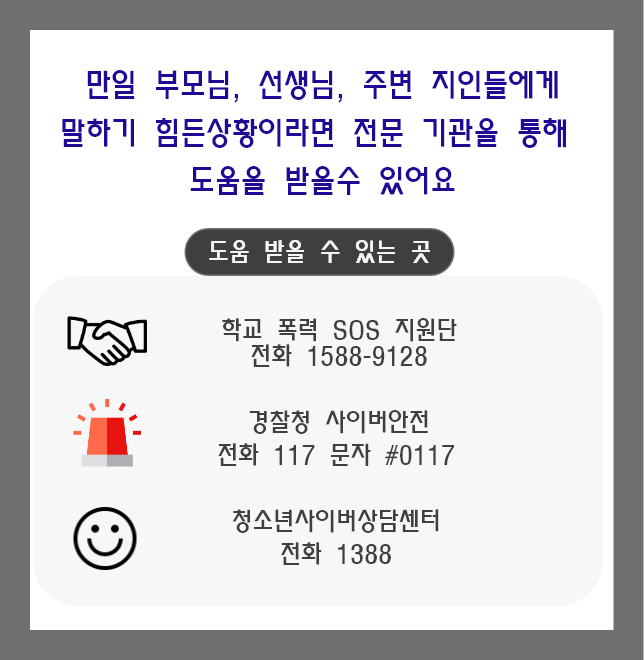 만일 부모님, 선생님, 주변 지인들에게
말하기 힘든상황이라면 전문 기관을 통해
도움을 받을수 있어요
도움 받을 수 있는 곳
학교 폭력 SOS 지원단
전화 1588-9128
경찰청 사이버안전
전화 117 문자 #0117
청소년사이버상담센터
전화 1388